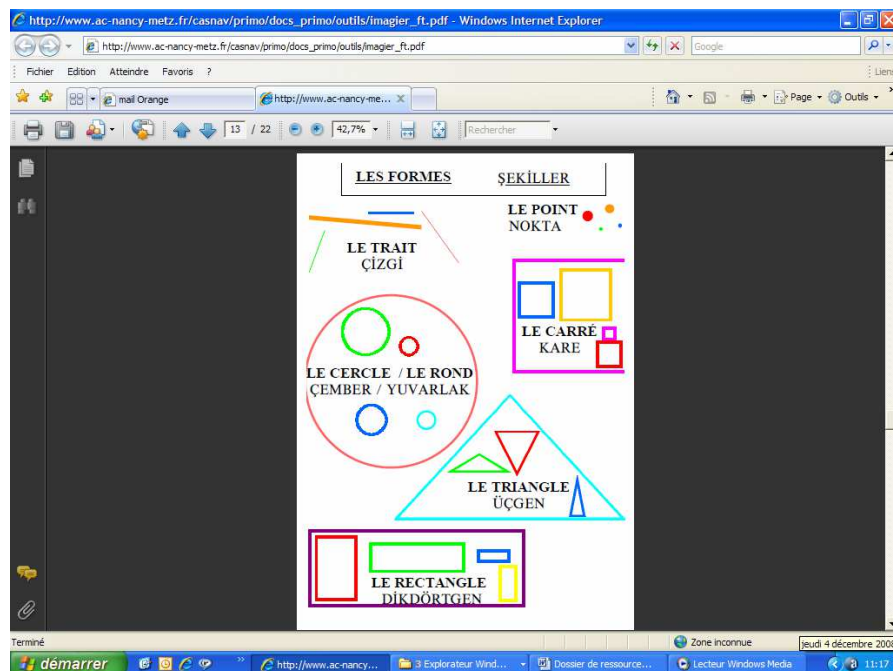 http://www.ac-nancy-metz.fr/casnav/primo/docs_primo/outils/imagier_ft.pdf - Windows Internet Explorer
http://www.ac-nancy-metz.fr/casnav/primo/docs_primo/outils/imagier_ft.pdf
Google
Fichier Edition Atteindre Favoris ?
Liens
mail Orange
http://www.ac-nancy-me...
Page
Outils
13 / 22
42,7%
Rechercher
LES FORMES ŞEKİLLER
LE TRAIT
ÇİZGİ
LE POINT
NOKTA
LE CARRÉ
KARE
LE CERCLE / LE ROND
ÇEMBER / YUVARLAK
LE TRIANGLE
ÜÇGEN
LE RECTANGLE
DİKDÖRTGEN
Terminé
Zone inconnue
jeudi 4 décembre 2008
démarrer
http://www.ac-nancy...
3 Explorateur Wind...
Dossier de ressource...
Lecteur Windows Media
11:17